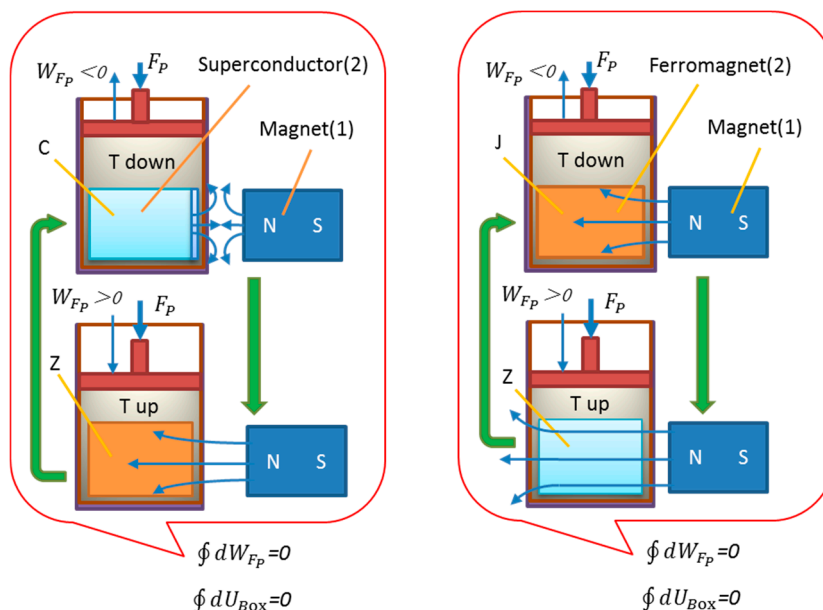 W_{F_P} <0
F_P
Superconductor(2)
Magnet(1)
C
T down
N S
W_{F_P} >0
F_P
Z
T up
N S
∮ dW_{F_P}=0
∮ dU_{Box}=0
W_{F_P} <0
F_P
Ferromagnet(2)
Magnet(1)
J
T down
N S
W_{F_P} >0
F_P
Z
T up
N S
∮ dW_{F_P}=0
∮ dU_{Box}=0